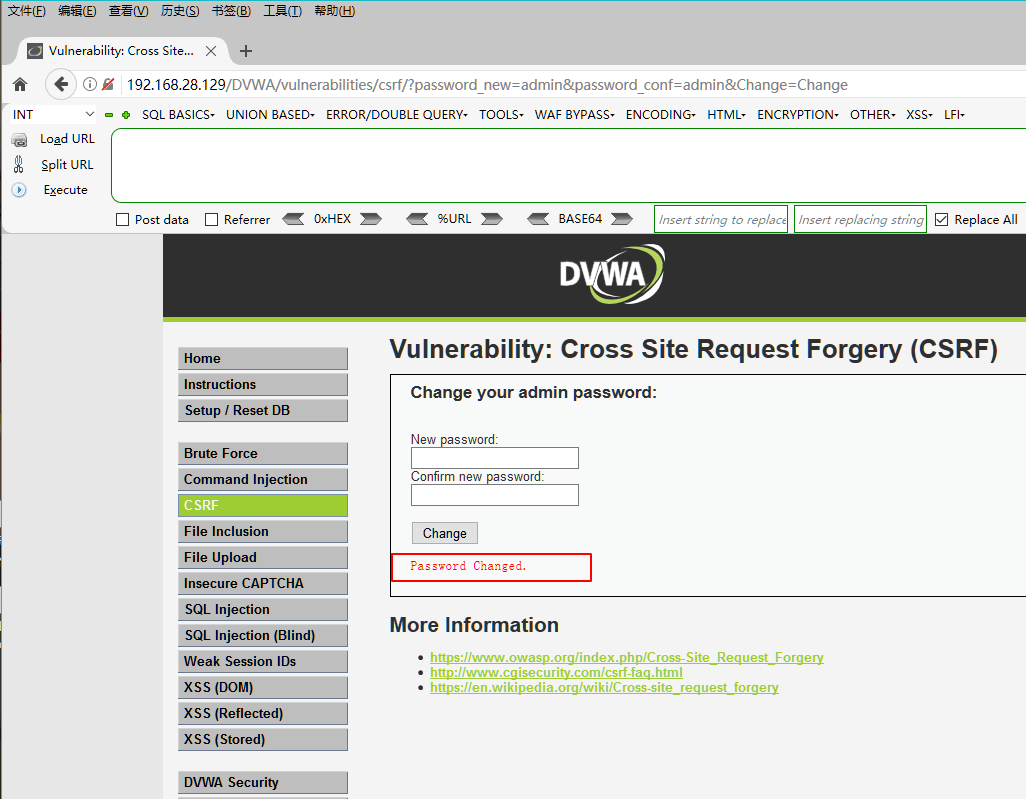 文件(F) 编辑(E) 查看(V) 历史(S) 书签(B) 工具(T) 帮助(H)
Vulnerability: Cross Site...
192.168.28.129/DVWA/vulnerabilities/csrf/?password_new=admin&password_conf=admin&Change=Change
INT SQL BASICS UNION BASED ERROR/DOUBLE QUERY TOOLS WAF BYPASS ENCODING HTML ENCRYPTION OTHER XSS LFI
Load URL
Split URL
Execute
Post data Referrer 0xHEX %URL BASE64 Insert string to replace Insert replacing string Replace All
DVWA
Home
Instructions
Setup / Reset DB
Brute Force
Command Injection
CSRF
File Inclusion
File Upload
Insecure CAPTCHA
SQL Injection
SQL Injection (Blind)
Weak Session IDs
XSS (DOM)
XSS (Reflected)
XSS (Stored)
DVWA Security
Vulnerability: Cross Site Request Forgery (CSRF)
Change your admin password:
New password:
Confirm new password:
Change
Password Changed.
More Information
https://www.owasp.org/index.php/Cross-Site_Request_Forgery
http://www.cgisecurity.com/csrf-faq.html
https://en.wikipedia.org/wiki/Cross-site_request_forgery